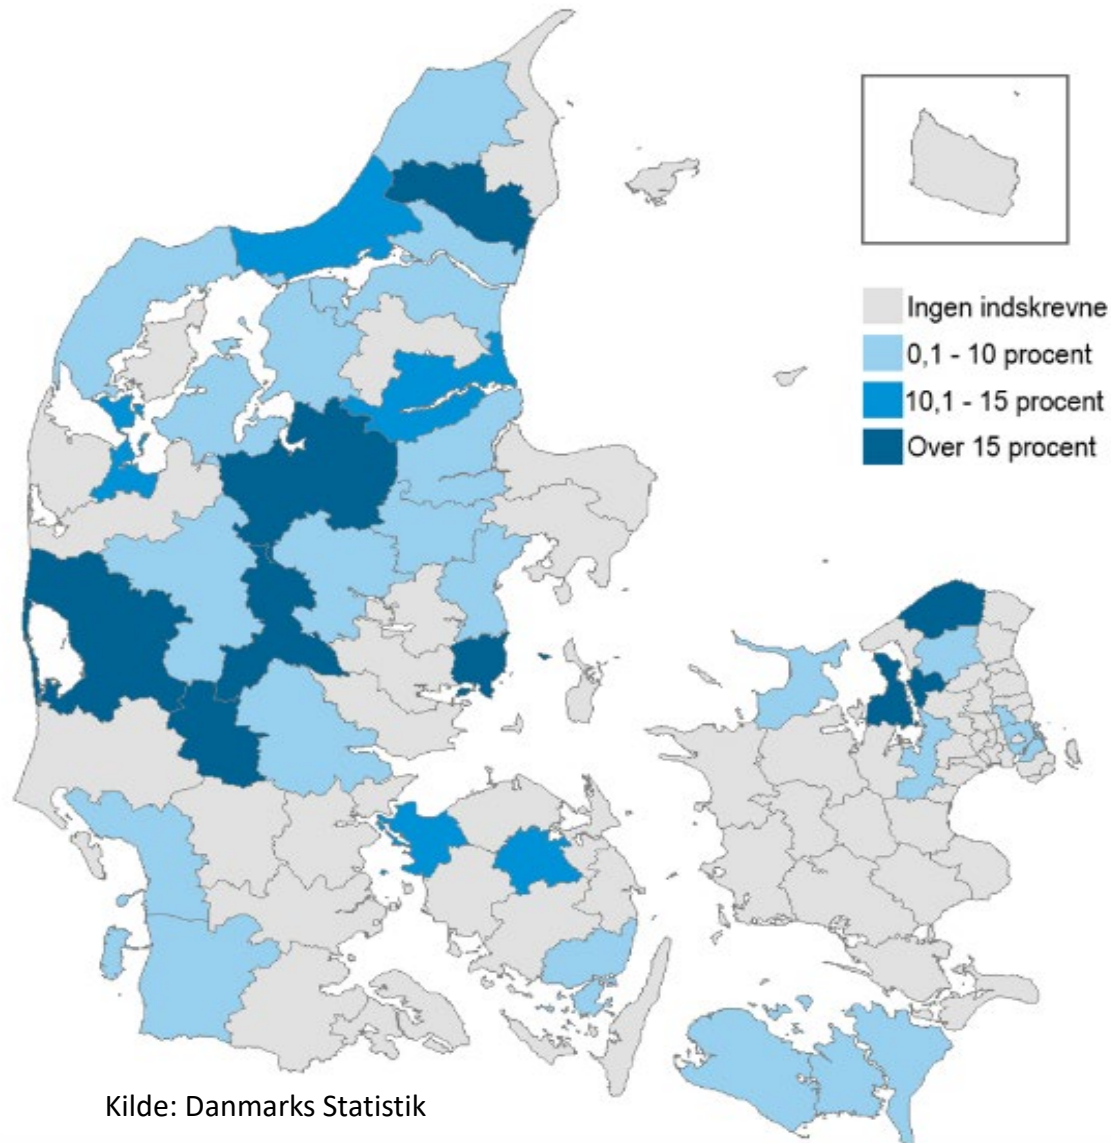 Ingen indskrevne
0,1 - 10 procent
10,1 - 15 procent
Over 15 procent
Kilde: Danmarks Statistik